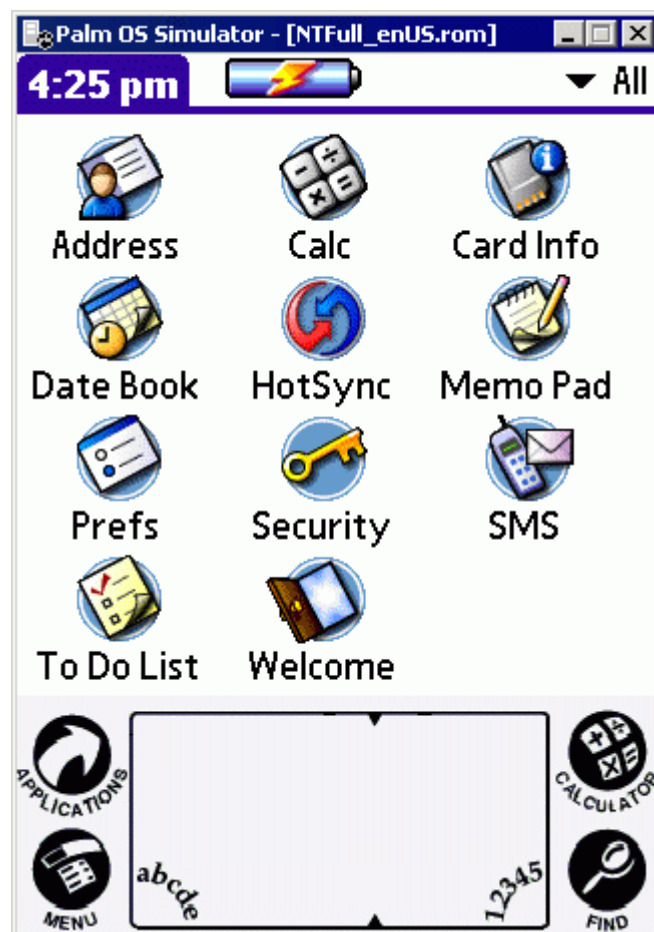 Palm OS Simulator - [NTFull_enUS.rom]
4:25 pm All
Address Calc Card Info
Date Book HotSync Memo Pad
Prefs Security SMS
To Do List Welcome
APPLICATIONS CALCULATOR
abcde 12345
MENU FIND